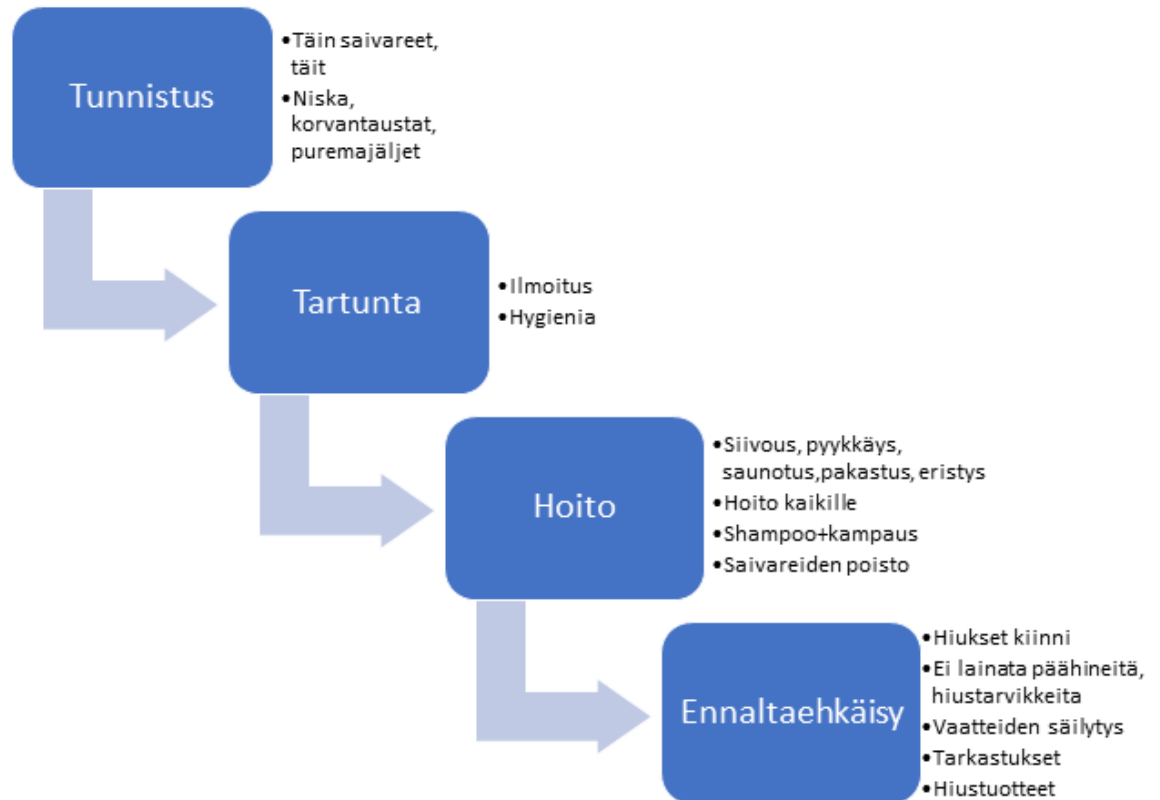 Tunnistus
•Täin saivareet,
täit
•Niska,
korvantaustat,
puremajäljet
Tartunta
•Ilmoitus
•Hygienia
Hoito
•Siivous, pyykkäys,
saunotus,pakastus, eristys
•Hoito kaikille
•Shampoo+kampaus
•Saivareiden poisto
Ennaltaehkäisy
•Hiukset kiinni
•Ei lainata päähineitä,
hiustarvikkeita
•Vaatteiden säilytys
•Tarkastukset
•Hiustuotteet